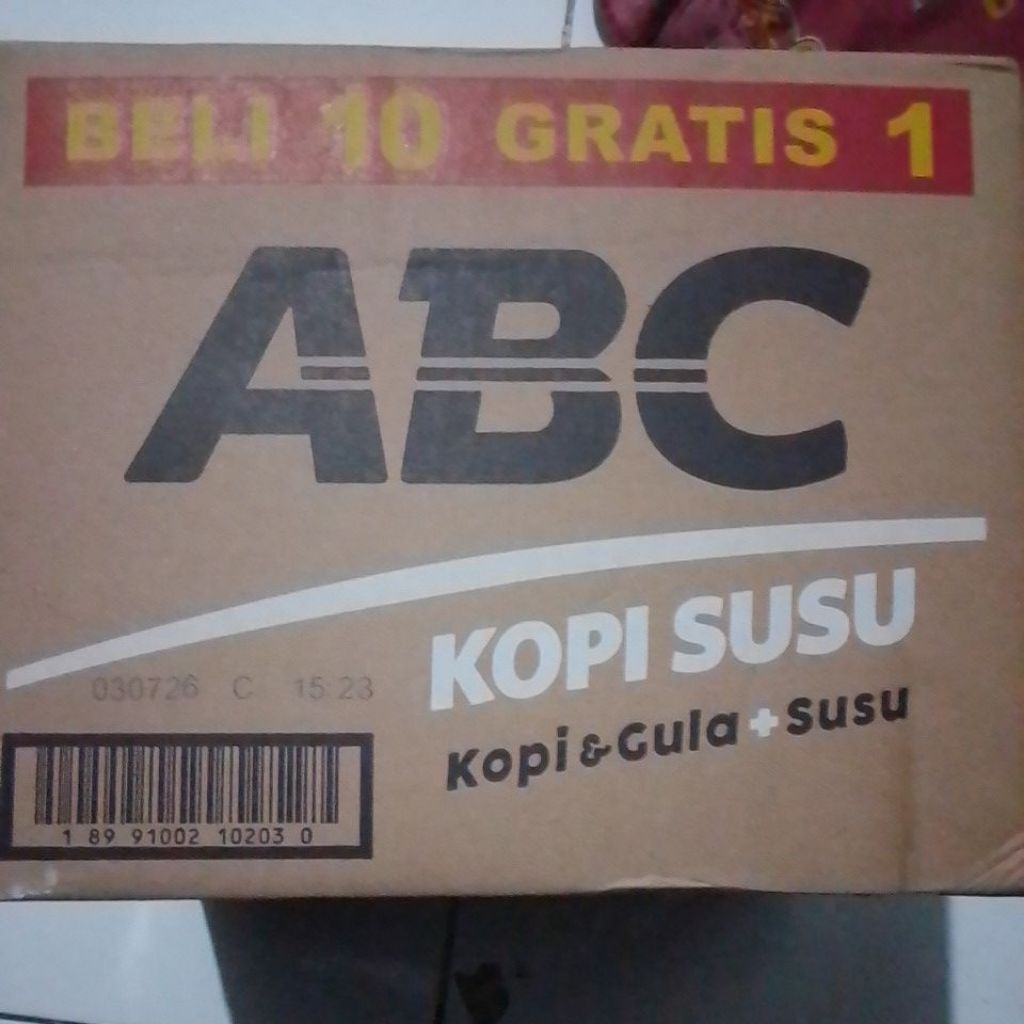 BELI 10 GRATIS 1
ABC
KOPI SUSU
Kopi & Gula + Susu
030726 C 15 23
1 89 91002 10203 0